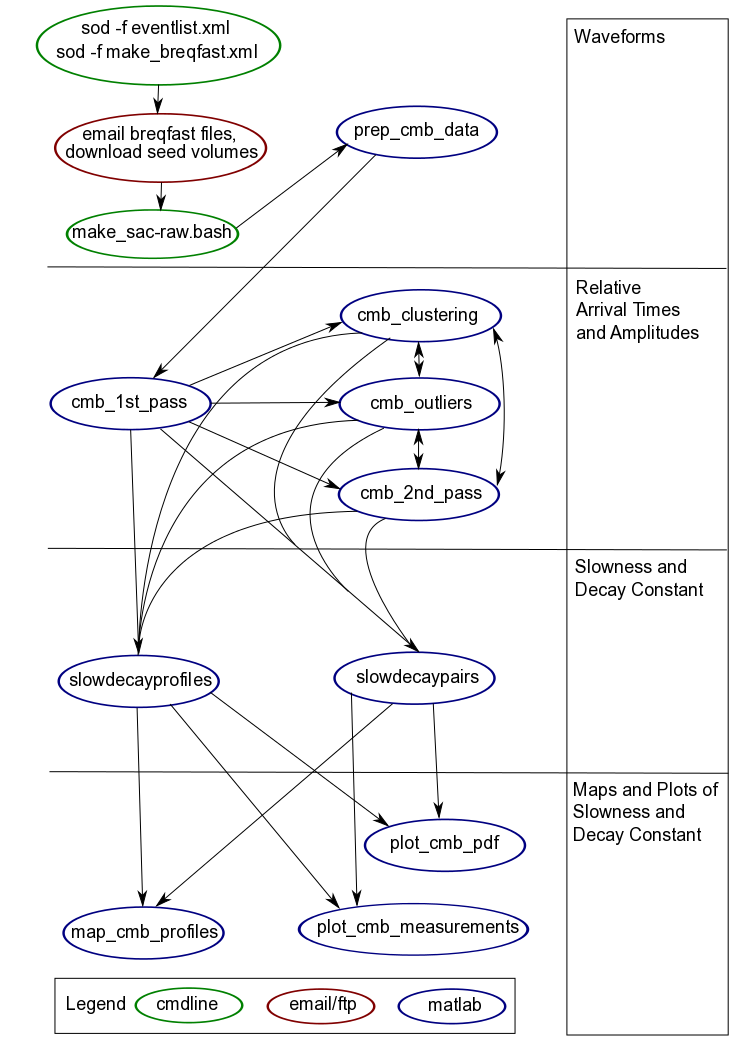 sod -f eventlist.xml
sod -f make_breqfast.xml
Waveforms
email breqfast files,
download seed volumes
prep_cmb_data
make_sac-raw.bash
Relative
Arrival Times
and Amplitudes
cmb_clustering
cmb_1st_pass
cmb_outliers
cmb_2nd_pass
Slowness and
Decay Constant
slowdecayprofiles
slowdecaypairs
Maps and Plots of
Slowness and
Decay Constant
plot_cmb_pdf
map_cmb_profiles
plot_cmb_measurements
Legend
cmdline
email/ftp
matlab